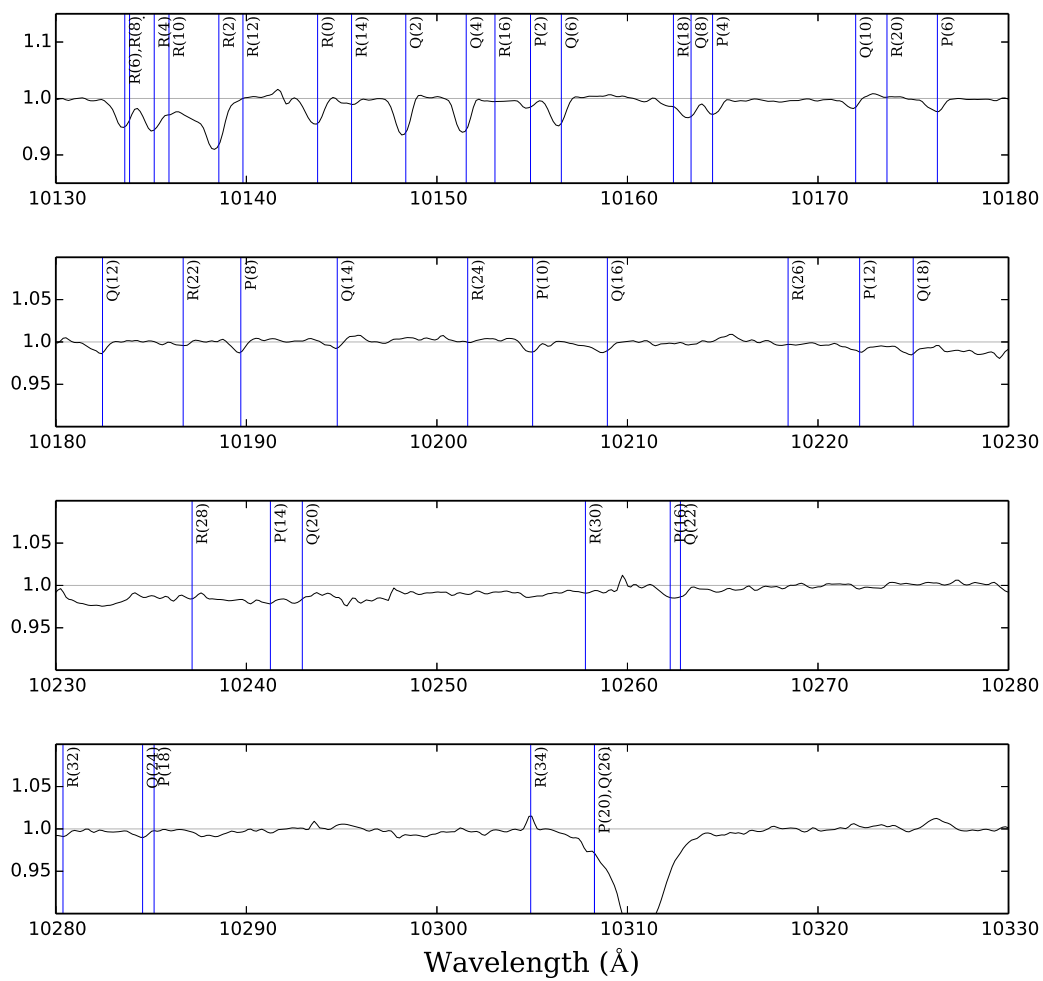 R(6),R(8) R(4) R(10) R(2) R(12) R(0) R(14) Q(2) Q(4) R(16) P(2) Q(6) R(18) Q(8) P(4) Q(10) R(20) P(6)
1.1
1.0
0.9
10130 10140 10150 10160 10170 10180
Q(12) R(22) P(8) Q(14) R(24) P(10) Q(16) R(26) P(12) Q(18)
1.05
1.0
0.95
10180 10190 10200 10210 10220 10230
R(28) P(14) Q(20) R(30) P(16) Q(22)
1.05
1.0
0.95
10230 10240 10250 10260 10270 10280
R(32) Q(24) P(18) R(34) P(20),Q(26)
1.05
1.0
0.95
10280 10290 10300 10310 10320 10330
Wavelength (Å)